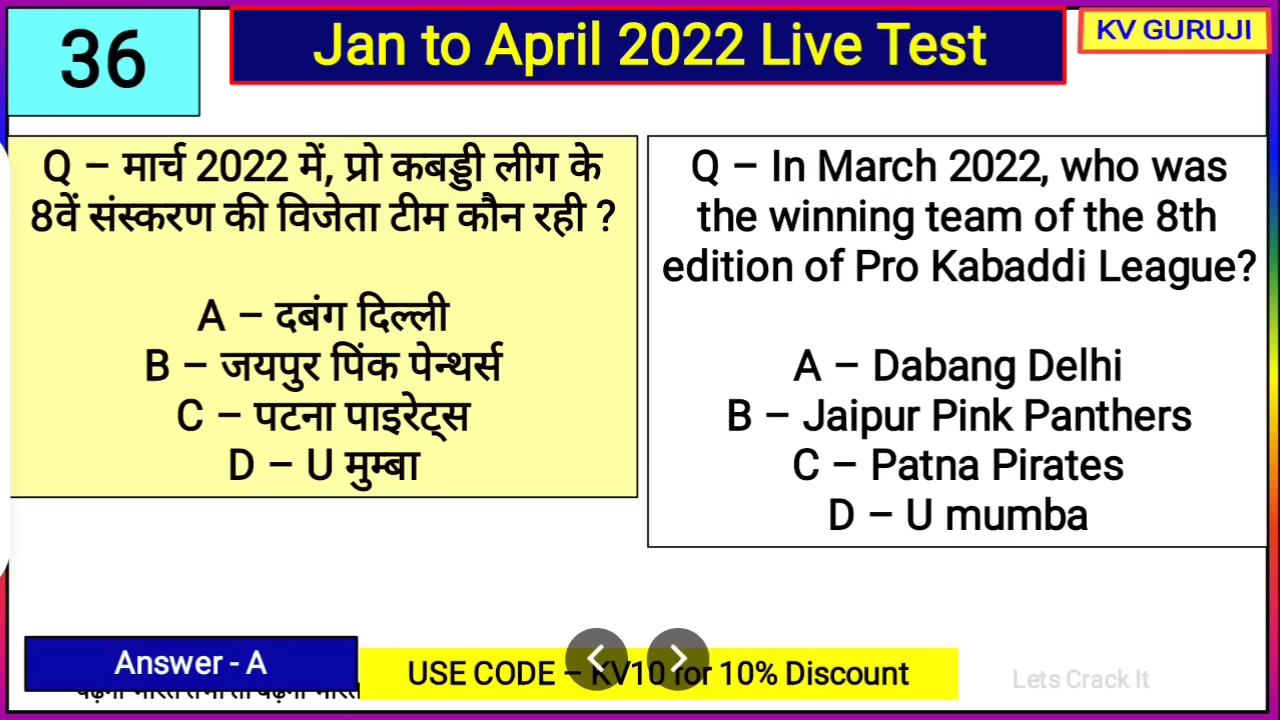 36
Jan to April 2022 Live Test
KV GURUJI
Q – मार्च 2022 में, प्रो कबड्डी लीग के
8वें संस्करण की विजेता टीम कौन रही ?
A – दबंग दिल्ली
B – जयपुर पिंक पेन्थर्स
C – पटना पाइरेट्स
D – U मुम्बा
Q – In March 2022, who was
the winning team of the 8th
edition of Pro Kabaddi League?
A – Dabang Delhi
B – Jaipur Pink Panthers
C – Patna Pirates
D – U mumba
Answer - A
USE CODE – KV10 for 10% Discount
Lets Crack It